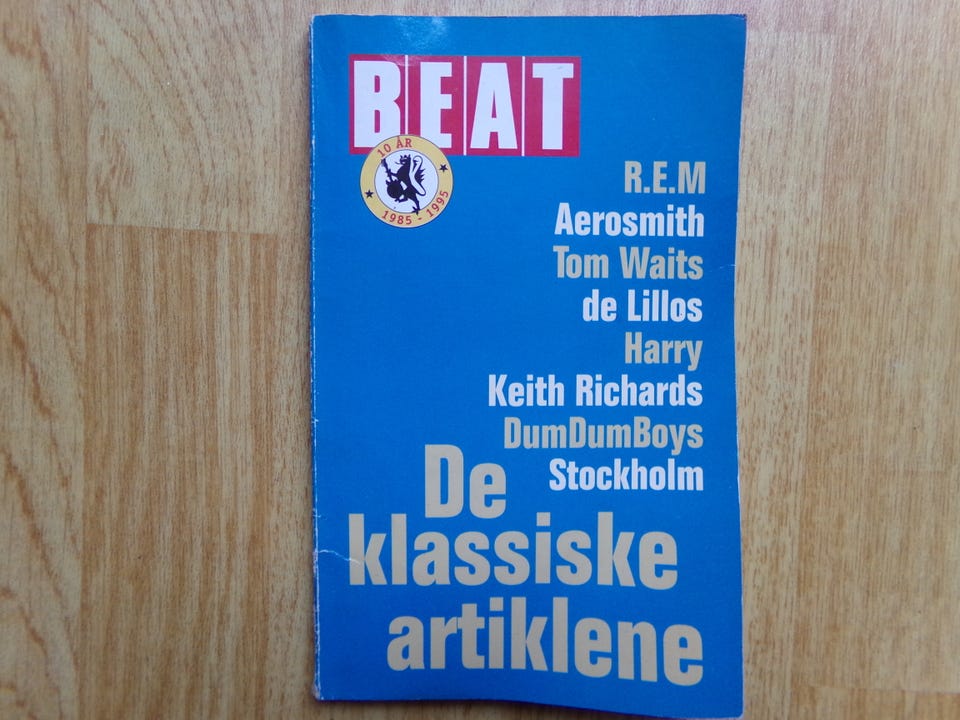 BEAT
10 ÅR
1985 - 1995
R.E.M
Aerosmith
Tom Waits
de Lillos
Harry
Keith Richards
DumDumBoys
Stockholm
De
klassiske
artiklene